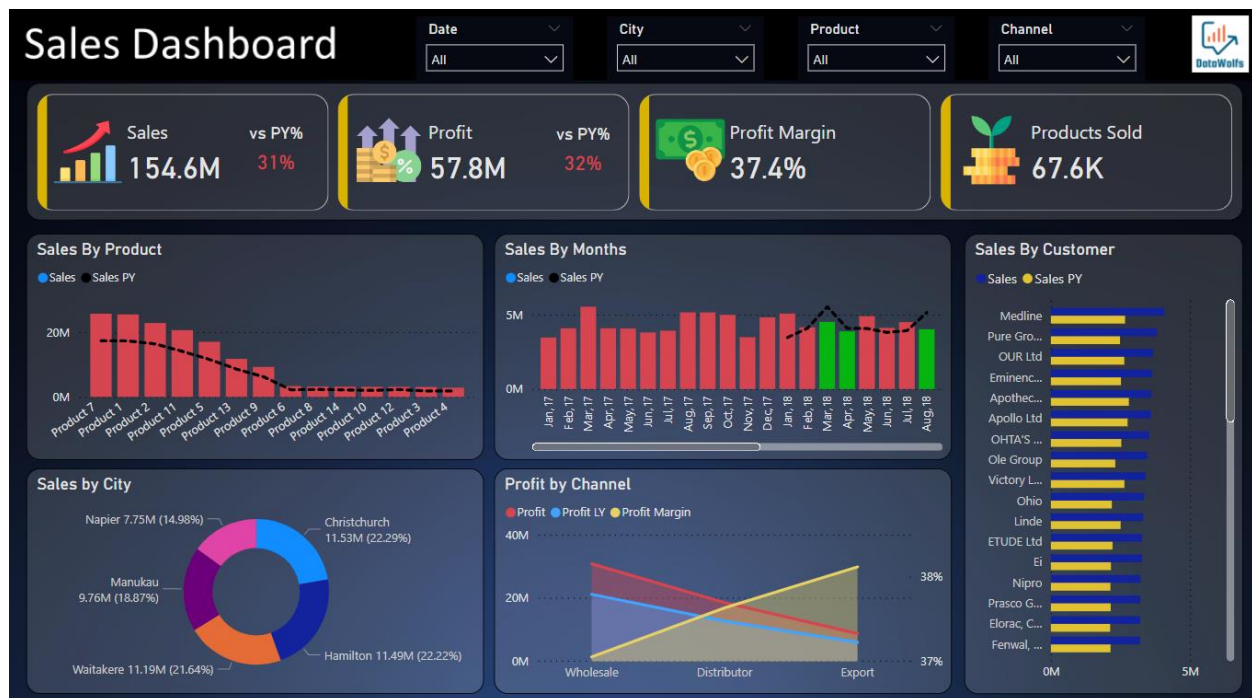 Sales Dashboard
Date
City
Product
Channel
All
All
All
All
DataWolfs
Sales
vs PY%
154.6M
31%
Profit
vs PY%
57.8M
32%
Profit Margin
37.4%
Products Sold
67.6K
Sales By Product
Sales Sales PY
20M
0M
Product 7
Product 1
Product 2
Product 11
Product 5
Product 13
Product 9
Product 6
Product 8
Product 14
Product 10
Product 12
Product 3
Product 4
Sales By Months
Sales Sales PY
5M
0M
Jan,17
Feb,17
Mar,17
Apr,17
May,17
Jun,17
Jul,17
Aug,17
Sep,17
Oct,17
Nov,17
Dec,17
Jan,18
Feb,18
Mar,18
Apr,18
May,18
Jun,18
Jul,18
Aug,18
Sales By Customer
Sales Sales PY
Medline
Pure Gro...
OUR Ltd
Eminenc...
Apothec...
Apollo Ltd
OHTA'S ...
Ole Group
Victory L...
Ohio
Linde
ETUDE Ltd
Ei
Nipro
Prasco G...
Elorac, C...
Fenwal, ...
0M
5M
Sales by City
Napier 7.75M (14.98%)
Christchurch
11.53M (22.29%)
Manukau
9.76M (18.87%)
Waitakere 11.19M (21.64%)
Hamilton 11.49M (22.22%)
Profit by Channel
Profit Profit LY Profit Margin
40M
20M
0M
38%
37%
Wholesale
Distributor
Export